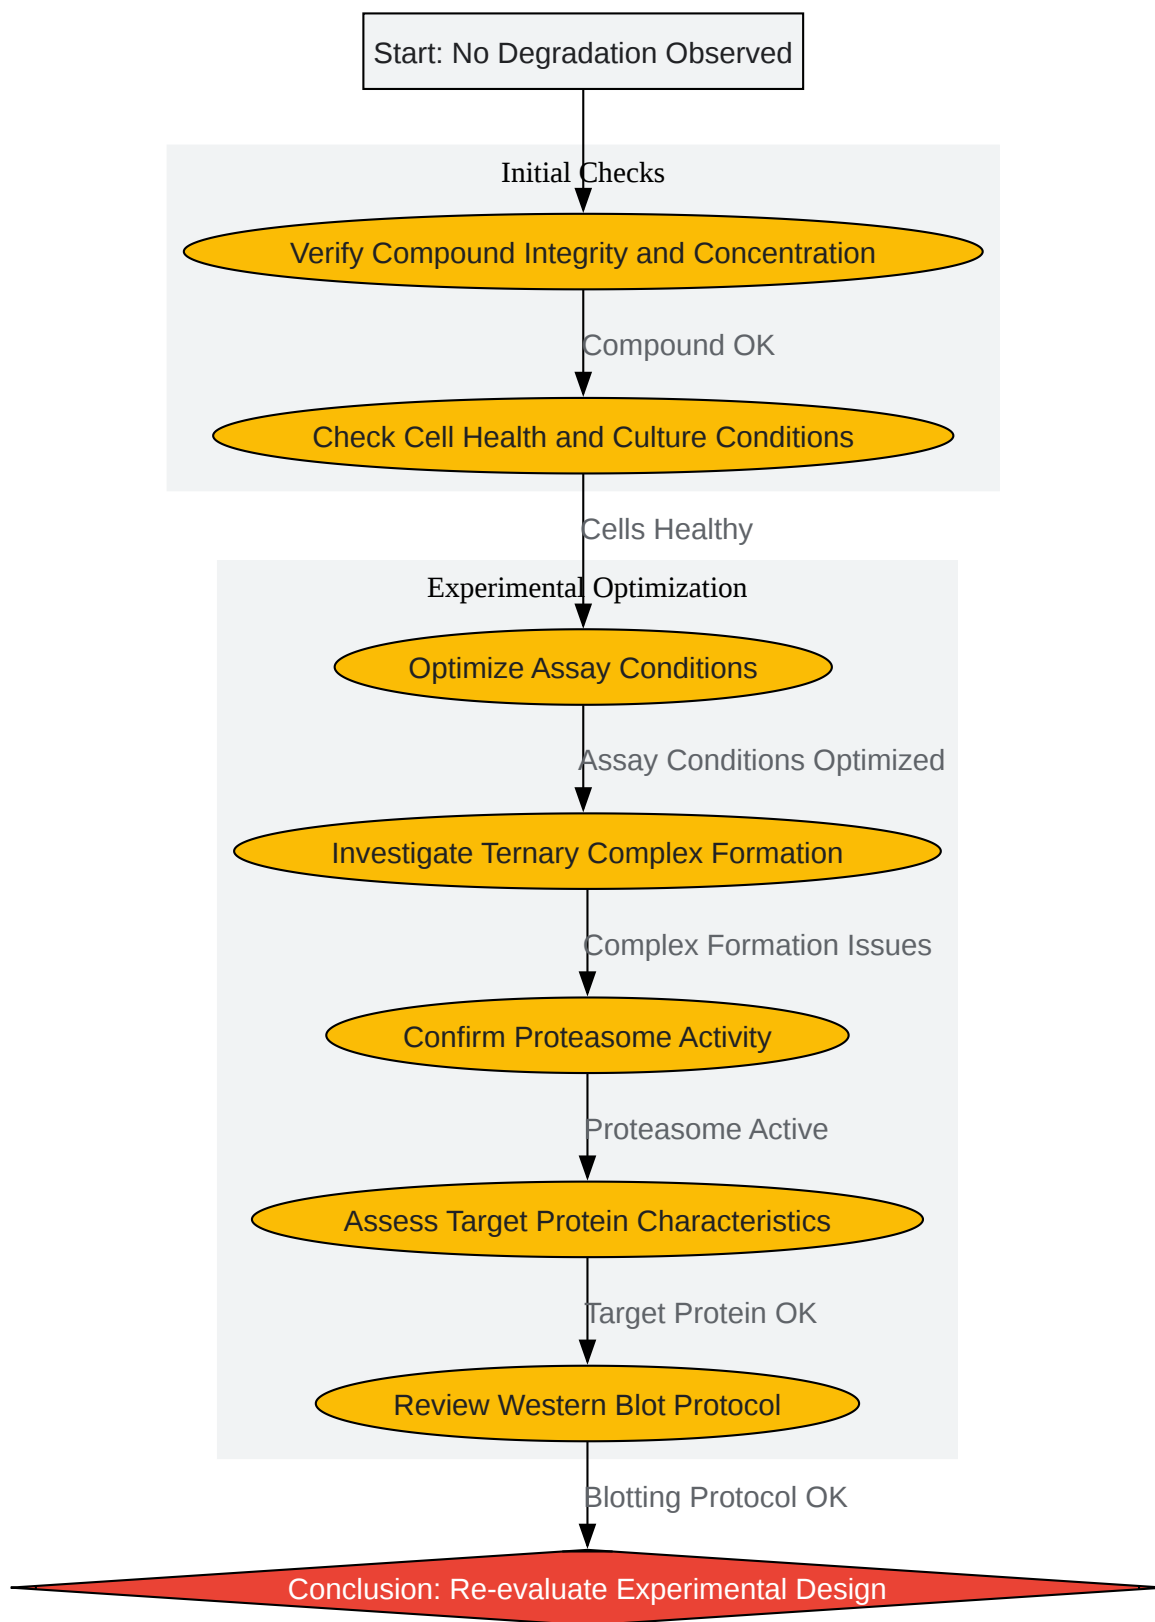 Start: No Degradation Observed
Initial Checks
Verify Compound Integrity and Concentration
Compound OK
Check Cell Health and Culture Conditions
Cells Healthy
Experimental Optimization
Optimize Assay Conditions
Assay Conditions Optimized
Investigate Ternary Complex Formation
Complex Formation Issues
Confirm Proteasome Activity
Proteasome Active
Assess Target Protein Characteristics
Target Protein OK
Review Western Blot Protocol
Blotting Protocol OK
Conclusion: Re-evaluate Experimental Design